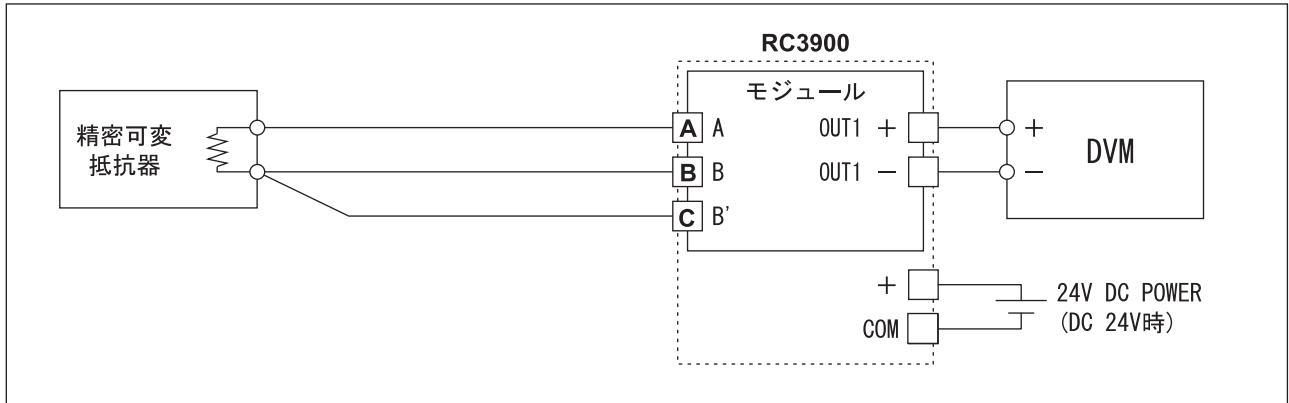 RC3900
モジュール
精密可変
抵抗器
A A
B B
C B'
OUT1 +
OUT1 −
+
−
DVM
+
COM
24V DC POWER
(DC 24V時)